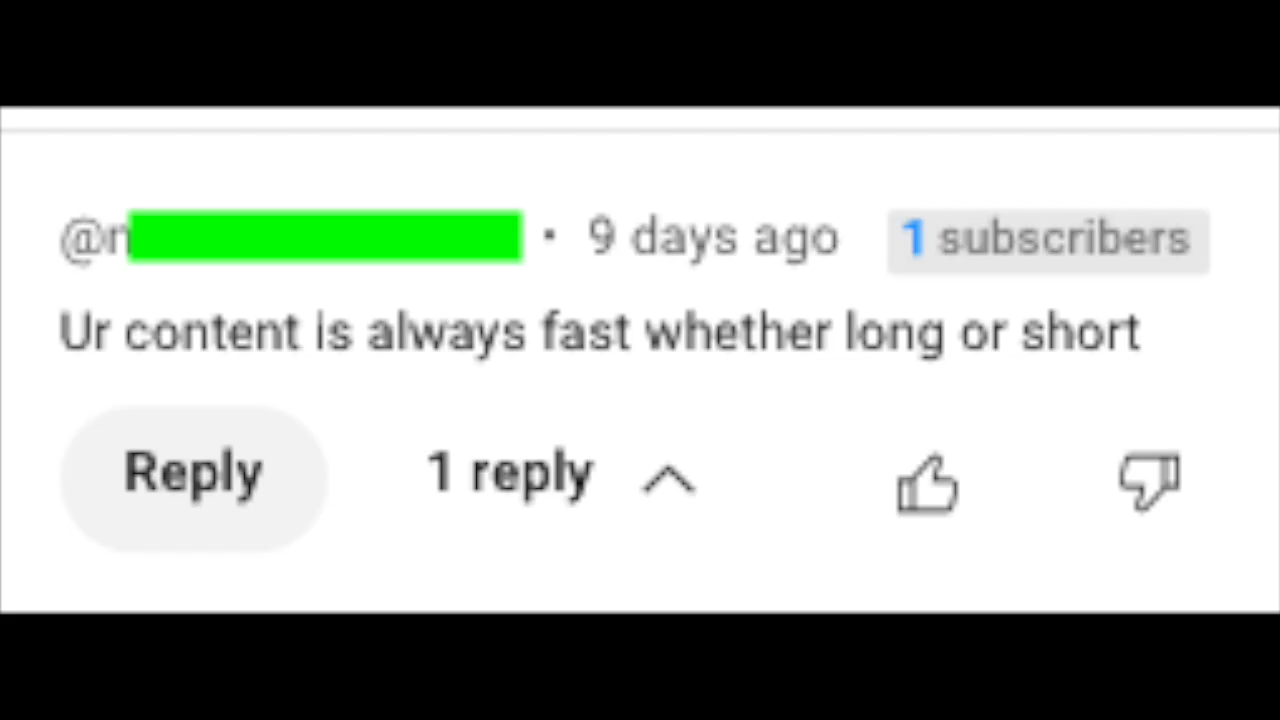 @n · 9 days ago 1 subscribers
Ur content is always fast whether long or short
Reply 1 reply